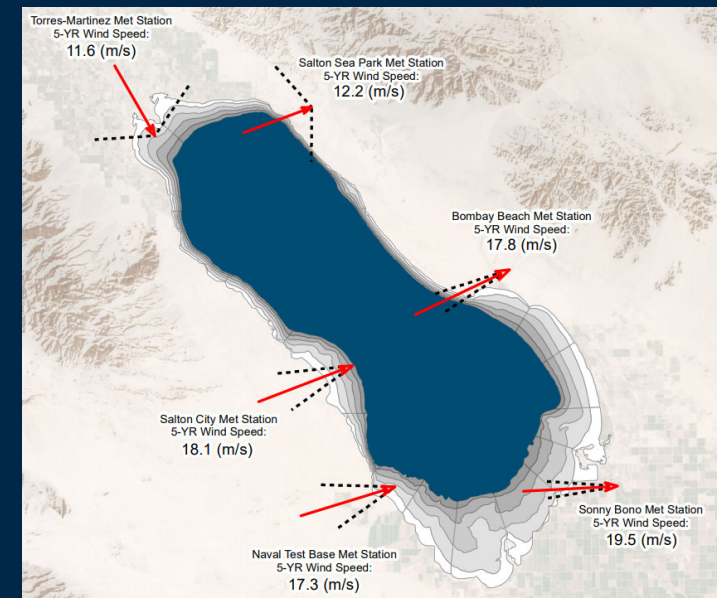 Torres-Martinez Met Station
5-YR Wind Speed:
11.6 (m/s)
Salton Sea Park Met Station
5-YR Wind Speed:
12.2 (m/s)
Bombay Beach Met Station
5-YR Wind Speed:
17.8 (m/s)
Salton City Met Station
5-YR Wind Speed:
18.1 (m/s)
Sonny Bono Met Station
5-YR Wind Speed:
19.5 (m/s)
Naval Test Base Met Station
5-YR Wind Speed:
17.3 (m/s)